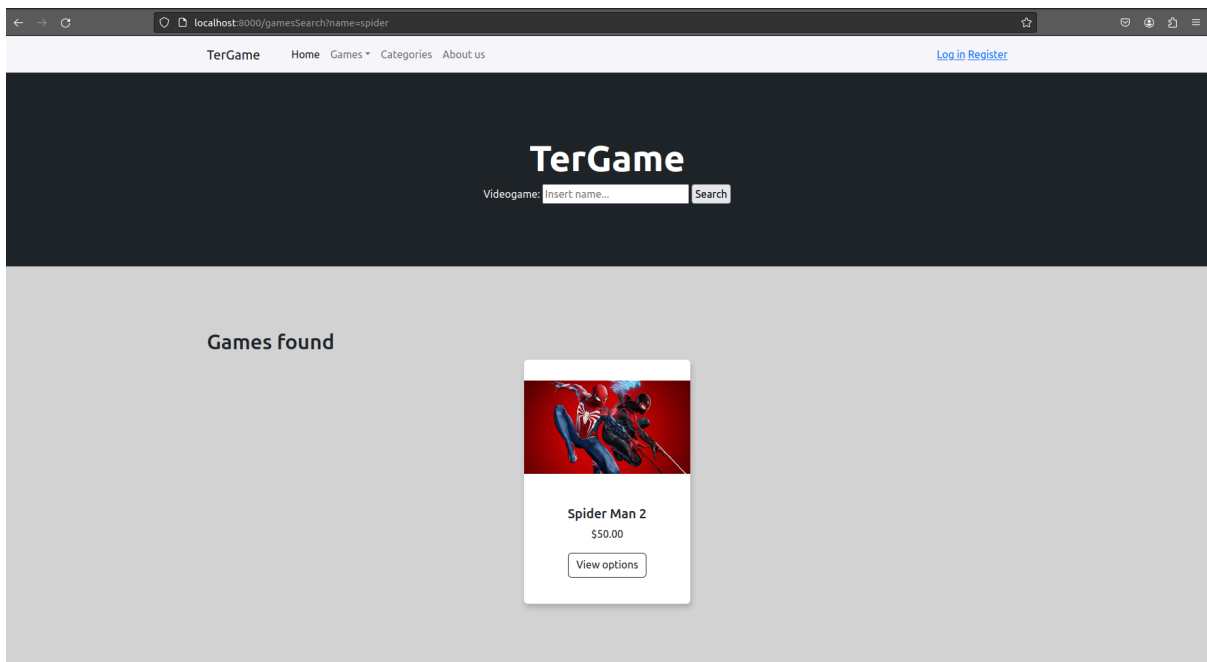 localhost:8000/gamesSearch?name=spider
TerGame Home Games Categories About us Log in Register
TerGame
Videogame: Insert name... Search
Games found
Spider Man 2
$50.00
View options